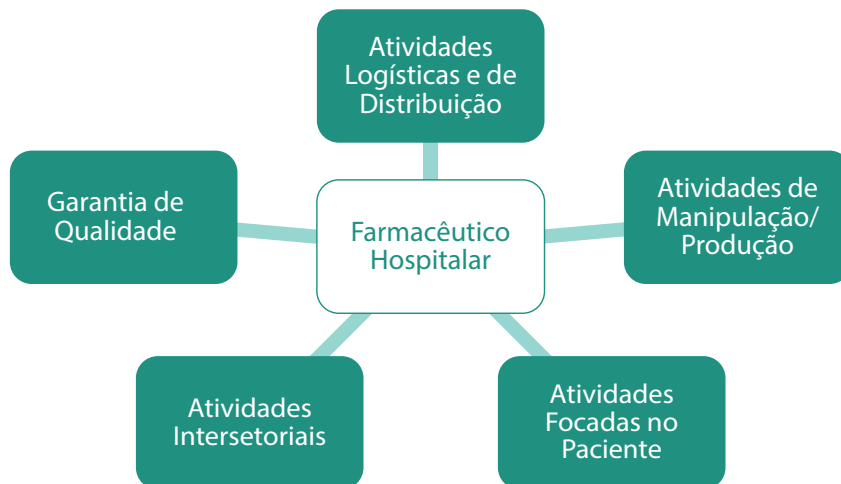 Atividades
Logísticas e de
Distribuição
Garantia de
Qualidade
Farmacêutico
Hospitalar
Atividades de
Manipulação/
Produção
Atividades
Intersetoriais
Atividades
Focadas no
Paciente